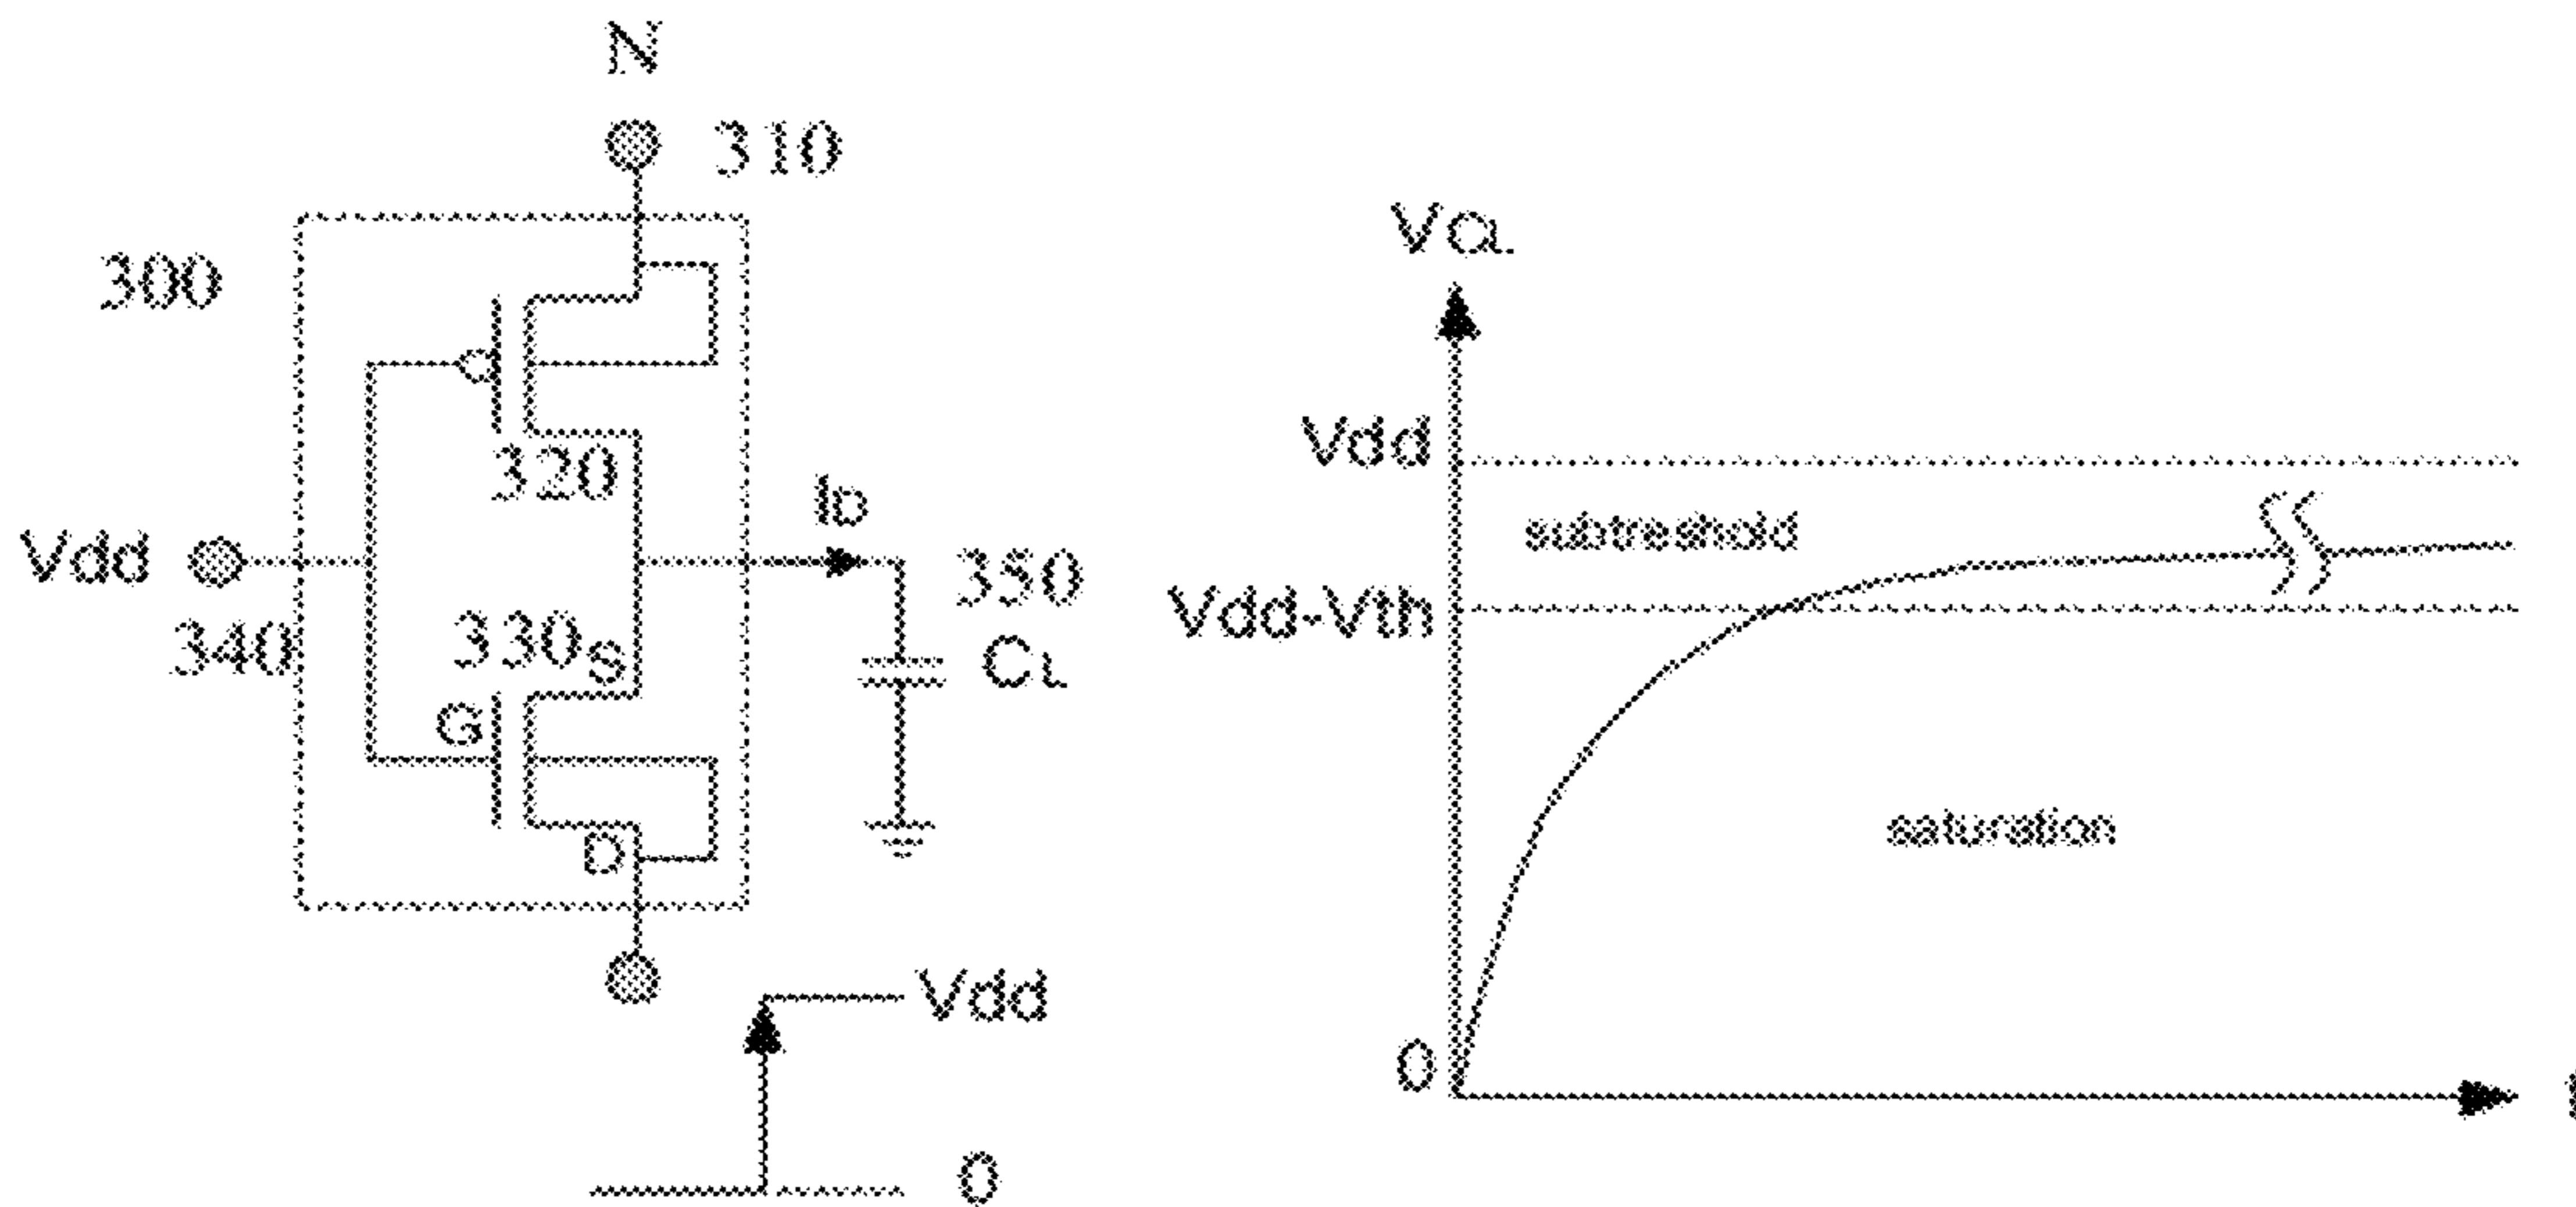 N
310
300
320
ID
Vdd
340
330
S
350
CL
G
D
Vdd
0
VCL
Vdd
subtreshold
Vdd-Vth
saturation
0